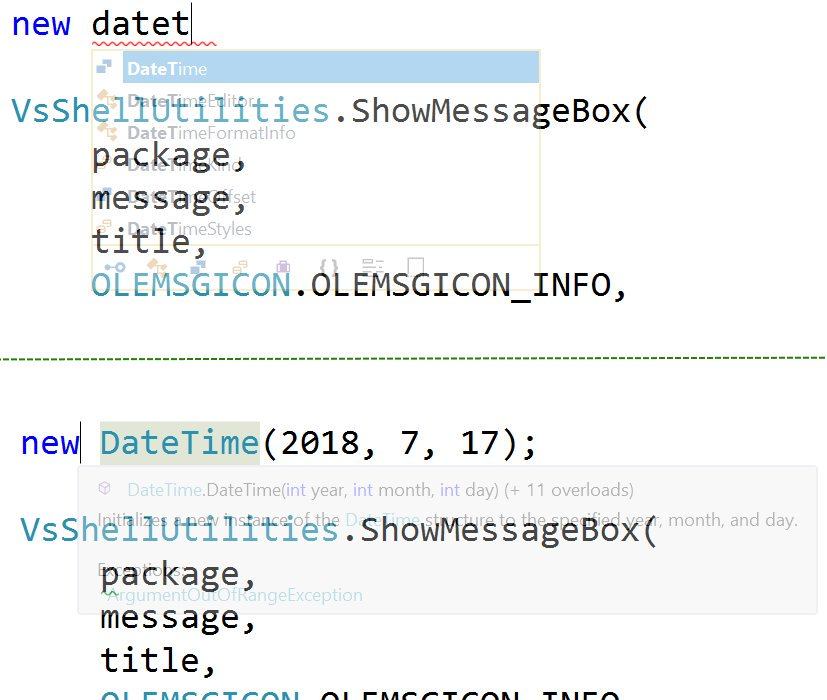 new datet
DateTime
DateTimeEditor
VsShellUtilities.ShowMessageBox(
DateTimeFormatInfo
package,
DateTimeKind
message,
DateTimeOffset
title,
DateTimeStyles
{ }
OLEMSGICON.OLEMSGICON_INFO,
new DateTime(2018, 7, 17);
DateTime.DateTime(int year, int month, int day) (+ 11 overloads)
Initializes a new instance of the DateTime structure to the specified year, month, and day.
VsShellUtilities.ShowMessageBox(
Exceptions:
package,
ArgumentOutOfRangeException
message,
title,
OLEMSGICON.OLEMSGICON_INFO